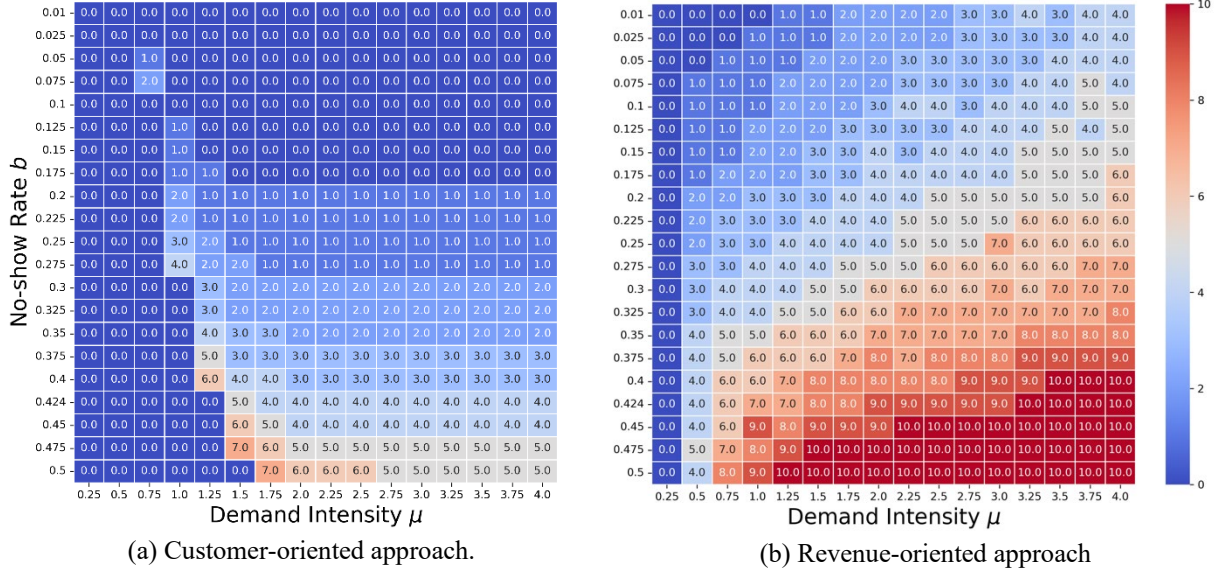 No-show Rate b
0.01 0.0 0.0 0.0 0.0 0.0 0.0 0.0 0.0 0.0 0.0 0.0 0.0 0.0 0.0 0.0 0.0
0.025 0.0 0.0 0.0 0.0 0.0 0.0 0.0 0.0 0.0 0.0 0.0 0.0 0.0 0.0 0.0 0.0
0.05 0.0 0.0 1.0 0.0 0.0 0.0 0.0 0.0 0.0 0.0 0.0 0.0 0.0 0.0 0.0 0.0
0.075 0.0 0.0 2.0 0.0 0.0 0.0 0.0 0.0 0.0 0.0 0.0 0.0 0.0 0.0 0.0 0.0
0.1 0.0 0.0 0.0 0.0 0.0 0.0 0.0 0.0 0.0 0.0 0.0 0.0 0.0 0.0 0.0 0.0
0.125 0.0 0.0 0.0 1.0 0.0 0.0 0.0 0.0 0.0 0.0 0.0 0.0 0.0 0.0 0.0 0.0
0.15 0.0 0.0 0.0 1.0 0.0 0.0 0.0 0.0 0.0 0.0 0.0 0.0 0.0 0.0 0.0 0.0
0.175 0.0 0.0 0.0 1.0 1.0 0.0 0.0 0.0 0.0 0.0 0.0 0.0 0.0 0.0 0.0 0.0
0.2 0.0 0.0 0.0 2.0 1.0 1.0 1.0 1.0 1.0 1.0 1.0 1.0 1.0 1.0 1.0 1.0
0.225 0.0 0.0 0.0 2.0 1.0 1.0 1.0 1.0 1.0 1.0 1.0 1.0 1.0 1.0 1.0 1.0
0.25 0.0 0.0 0.0 3.0 2.0 1.0 1.0 1.0 1.0 1.0 1.0 1.0 1.0 1.0 1.0 1.0
0.275 0.0 0.0 0.0 4.0 2.0 2.0 1.0 1.0 1.0 1.0 1.0 1.0 1.0 1.0 1.0 1.0
0.3 0.0 0.0 0.0 0.0 3.0 2.0 2.0 2.0 2.0 2.0 2.0 2.0 2.0 2.0 2.0 2.0
0.325 0.0 0.0 0.0 0.0 3.0 2.0 2.0 2.0 2.0 2.0 2.0 2.0 2.0 2.0 2.0 2.0
0.35 0.0 0.0 0.0 0.0 4.0 3.0 3.0 2.0 2.0 2.0 2.0 2.0 2.0 2.0 2.0 2.0
0.375 0.0 0.0 0.0 0.0 5.0 3.0 3.0 3.0 3.0 3.0 3.0 3.0 3.0 3.0 3.0 3.0
0.4 0.0 0.0 0.0 0.0 6.0 4.0 4.0 3.0 3.0 3.0 3.0 3.0 3.0 3.0 3.0 3.0
0.424 0.0 0.0 0.0 0.0 0.0 5.0 4.0 4.0 4.0 4.0 4.0 4.0 4.0 4.0 4.0 4.0
0.45 0.0 0.0 0.0 0.0 0.0 6.0 5.0 4.0 4.0 4.0 4.0 4.0 4.0 4.0 4.0 4.0
0.475 0.0 0.0 0.0 0.0 0.0 7.0 6.0 5.0 5.0 5.0 5.0 5.0 5.0 5.0 5.0 5.0
0.5 0.0 0.0 0.0 0.0 0.0 0.0 7.0 6.0 6.0 6.0 5.0 5.0 5.0 5.0 5.0 5.0
0.25 0.5 0.75 1.0 1.25 1.5 1.75 2.0 2.25 2.5 2.75 3.0 3.25 3.5 3.75 4.0
Demand Intensity μ
(a) Customer-oriented approach.
0.01 0.0 0.0 0.0 0.0 1.0 1.0 2.0 2.0 2.0 2.0 3.0 3.0 4.0 3.0 4.0 4.0
0.025 0.0 0.0 0.0 1.0 1.0 1.0 2.0 2.0 2.0 3.0 3.0 3.0 3.0 3.0 4.0 4.0
0.05 0.0 0.0 1.0 1.0 1.0 2.0 2.0 2.0 3.0 3.0 3.0 3.0 3.0 4.0 4.0 4.0
0.075 0.0 1.0 1.0 1.0 2.0 2.0 2.0 2.0 3.0 3.0 3.0 3.0 4.0 4.0 5.0 4.0
0.1 0.0 1.0 1.0 1.0 2.0 2.0 2.0 3.0 4.0 4.0 3.0 4.0 4.0 4.0 5.0 5.0
0.125 0.0 1.0 1.0 2.0 2.0 2.0 3.0 3.0 3.0 3.0 4.0 4.0 4.0 5.0 4.0 5.0
0.15 0.0 1.0 1.0 2.0 2.0 3.0 3.0 4.0 3.0 4.0 4.0 4.0 5.0 5.0 5.0 5.0
0.175 0.0 1.0 2.0 2.0 2.0 3.0 3.0 4.0 4.0 4.0 4.0 4.0 5.0 5.0 5.0 6.0
0.2 0.0 2.0 2.0 3.0 3.0 3.0 4.0 4.0 4.0 5.0 5.0 5.0 5.0 5.0 5.0 6.0
0.225 0.0 2.0 3.0 3.0 3.0 4.0 4.0 4.0 5.0 5.0 5.0 5.0 6.0 6.0 6.0 6.0
0.25 0.0 2.0 3.0 3.0 4.0 4.0 4.0 4.0 5.0 5.0 5.0 7.0 6.0 6.0 6.0 6.0
0.275 0.0 3.0 3.0 4.0 4.0 4.0 5.0 5.0 5.0 6.0 6.0 6.0 6.0 6.0 7.0 7.0
0.3 0.0 3.0 4.0 4.0 4.0 5.0 5.0 6.0 6.0 6.0 6.0 7.0 6.0 7.0 7.0 7.0
0.325 0.0 3.0 4.0 4.0 5.0 5.0 6.0 6.0 7.0 7.0 7.0 7.0 7.0 7.0 7.0 8.0
0.35 0.0 4.0 5.0 5.0 6.0 6.0 6.0 7.0 7.0 7.0 7.0 8.0 8.0 8.0 8.0 8.0
0.375 0.0 4.0 5.0 6.0 6.0 6.0 7.0 8.0 7.0 8.0 8.0 8.0 9.0 9.0 9.0 9.0
0.4 0.0 4.0 6.0 6.0 7.0 8.0 8.0 8.0 8.0 8.0 9.0 9.0 9.0 10.0 10.0 10.0
0.424 0.0 4.0 6.0 7.0 7.0 8.0 8.0 9.0 9.0 9.0 9.0 9.0 10.0 10.0 10.0 10.0
0.45 0.0 4.0 6.0 9.0 8.0 9.0 9.0 9.0 10.0 10.0 10.0 10.0 10.0 10.0 10.0 10.0
0.475 0.0 5.0 7.0 8.0 9.0 10.0 10.0 10.0 10.0 10.0 10.0 10.0 10.0 10.0 10.0 10.0
0.5 0.0 4.0 8.0 9.0 10.0 10.0 10.0 10.0 10.0 10.0 10.0 10.0 10.0 10.0 10.0 10.0
0.25 0.5 0.75 1.0 1.25 1.5 1.75 2.0 2.25 2.5 2.75 3.0 3.25 3.5 3.75 4.0
Demand Intensity μ
(b) Revenue-oriented approach
10
8
6
4
2
0